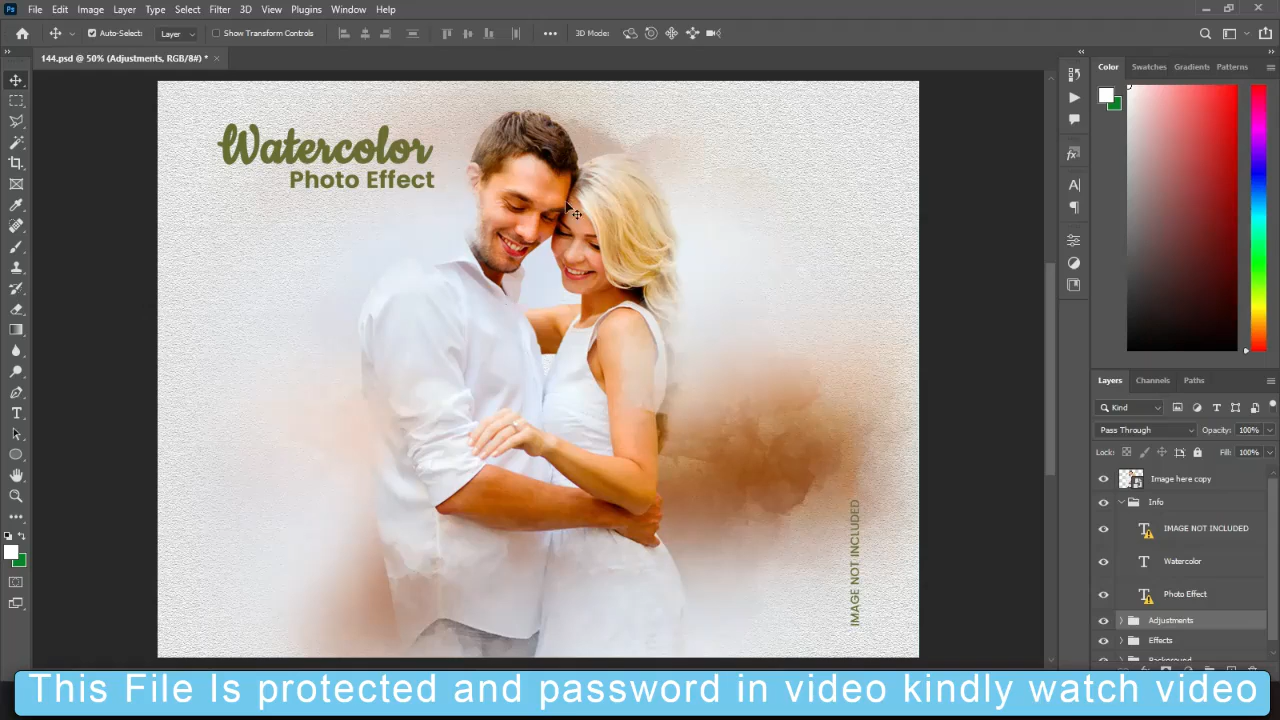 Ps File Edit Image Layer Type Select Filter 3D View Plugins Window Help
Auto-Select: Layer Show Transform Controls 3D Mode:
144.psd @ 50% (Adjustments, RGB/8#) *
Color Swatches Gradients Patterns
Watercolor
Photo Effect
IMAGE NOT INCLUDED
Layers Channels Paths
Kind
Pass Through Opacity: 100%
Lock: Fill: 100%
Image here copy
Info
IMAGE NOT INCLUDED
Watercolor
Photo Effect
Adjustments
Effects
Background
This File Is protected and password in video kindly watch video